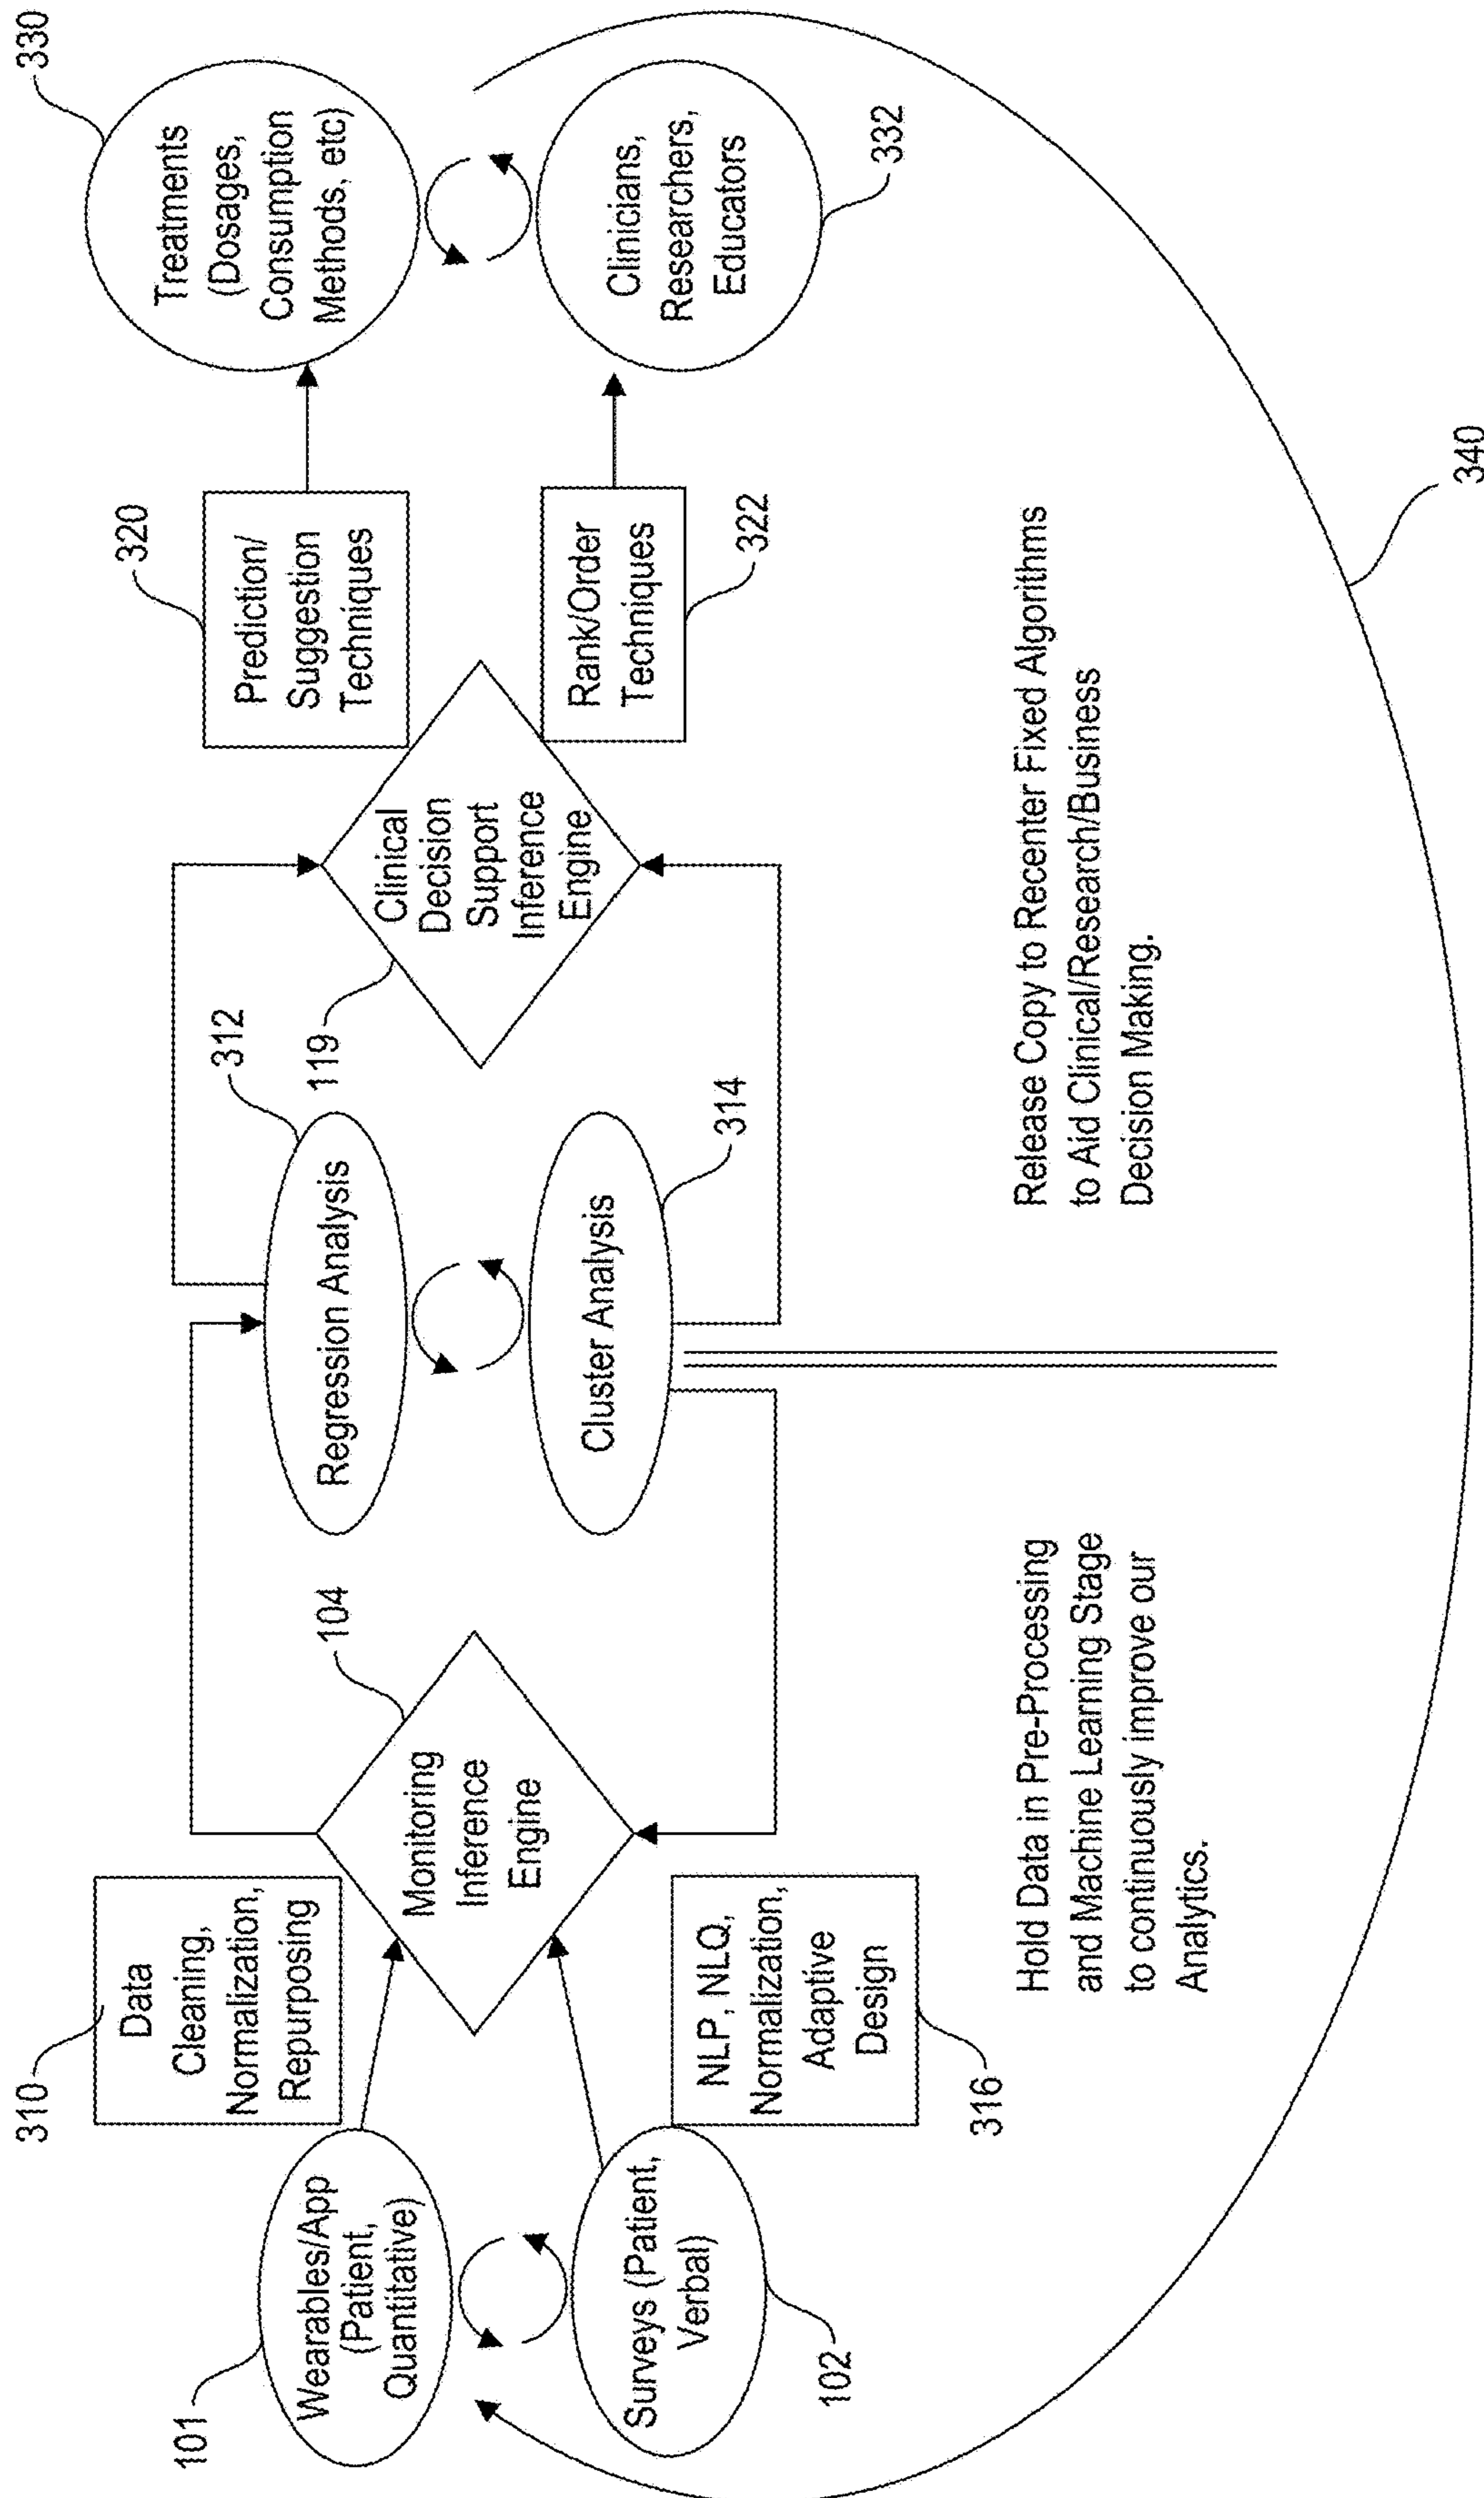 310
Data
Cleaning,
Normalization,
Repurposing
101
Wearables/App
(Patient,
Quantitative)
Surveys (Patient,
Verbal)
102
NLP, NLQ,
Normalization,
Adaptive
Design
316
104
Monitoring
Inference
Engine
312
Regression Analysis
Cluster Analysis
314
119
Clinical
Decision
Support
Inference
Engine
320
Prediction/
Suggestion
Techniques
Rank/Order
Techniques
322
330
Treatments
(Dosages,
Consumption
Methods, etc)
Clinicians,
Researchers,
Educators
332
Hold Data in Pre-Processing
and Machine Learning Stage
to continuously improve our
Analytics.
Release Copy to Recenter Fixed Algorithms
to Aid Clinical/Research/Business
Decision Making.
340